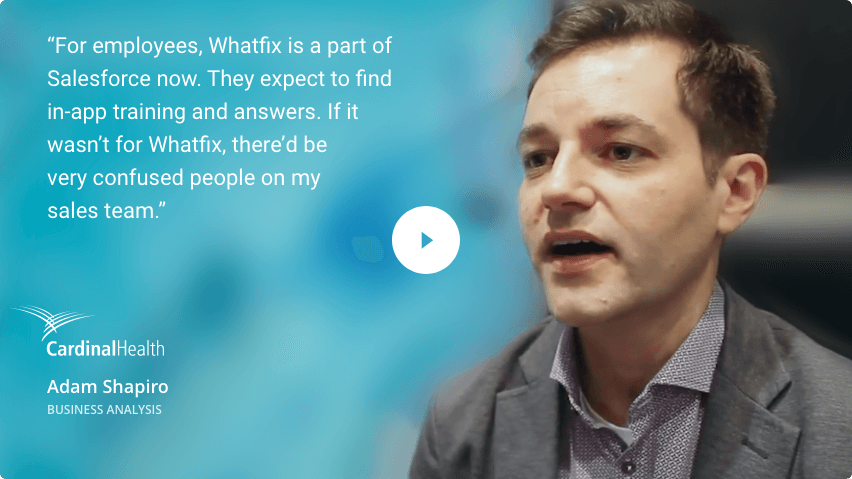 “For employees, Whatfix is a part of
Salesforce now. They expect to find
in-app training and answers. If it
wasn’t for Whatfix, there’d be
very confused people on my
sales team.”
CardinalHealth
Adam Shapiro
BUSINESS ANALYSIS